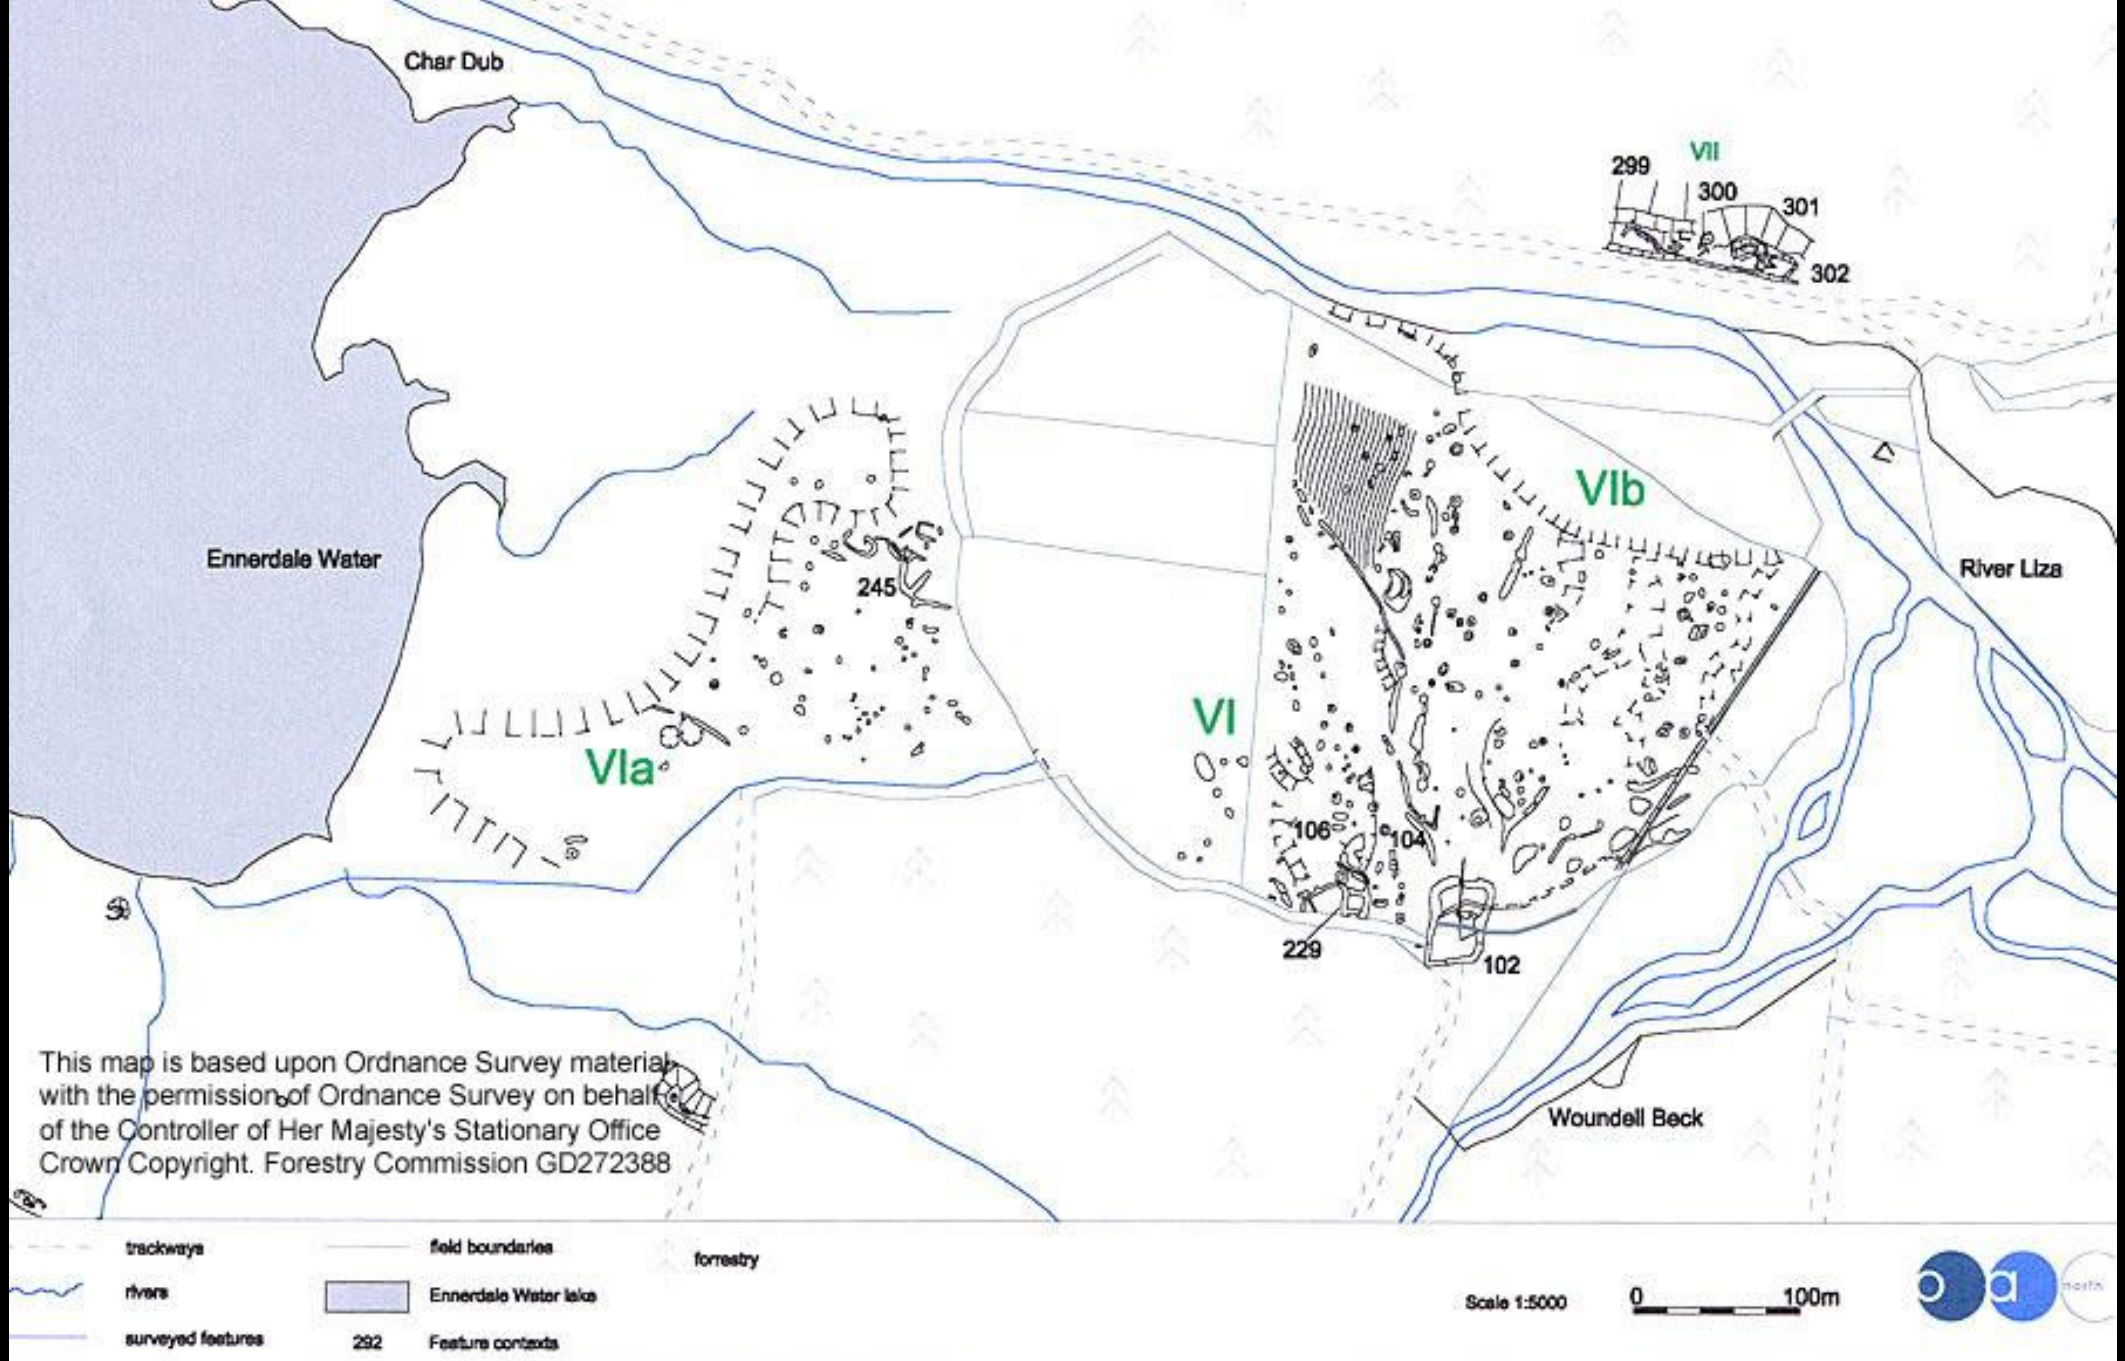 Char Dub
VII
299
300
301
302
VIb
Ennerdale Water
245
River Liza
VI
VIa
106
104
229
102
This map is based upon Ordnance Survey material
with the permission of Ordnance Survey on behalf
of the Controller of Her Majesty's Stationary Office
Crown Copyright. Forestry Commission GD272388
Woundell Beck
trackways
field boundaries
forrestry
rivers
Ennerdale Water lake
surveyed features
292
Feature contexts
Scale 1:5000
0
100m
oa
north